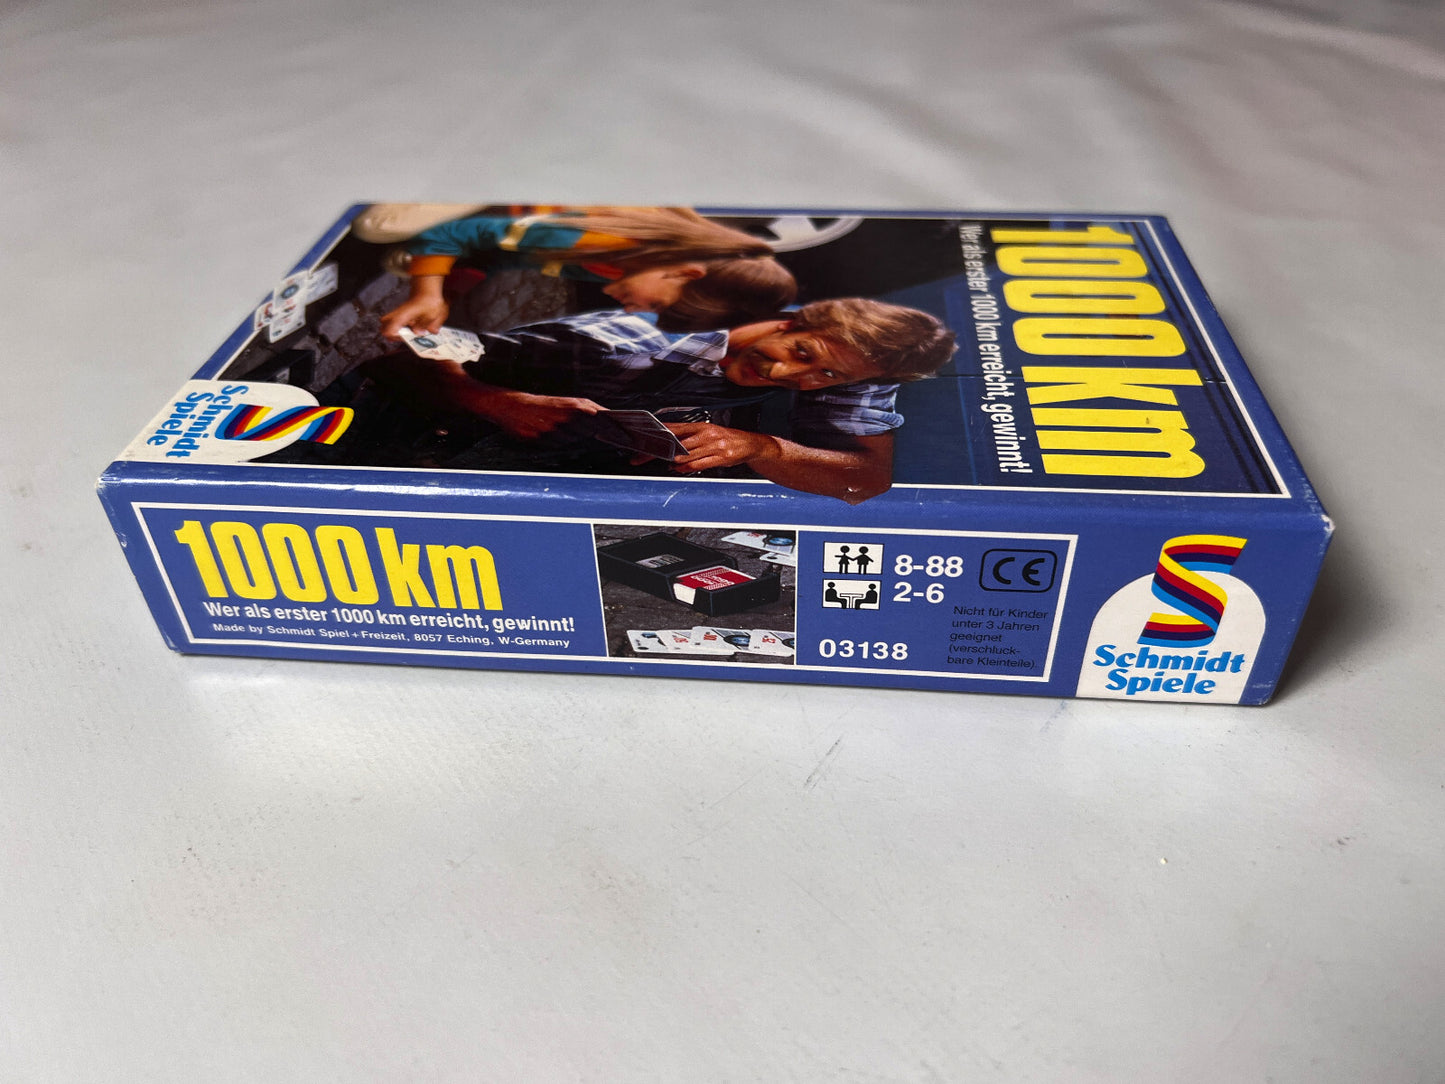 1000 km
Wer als erster 1000 km erreicht, gewinnt!
Schmidt
Spiele
1000 km
Wer als erster 1000 km erreicht, gewinnt!
Made by Schmidt Spiel + Freizeit, 8057 Eching, W-Germany
8-88
2-6
03138
CE
Nicht für Kinder
unter 3 Jahren
geeignet
(verschluck-
bare Kleinteile).
Schmidt
Spiele